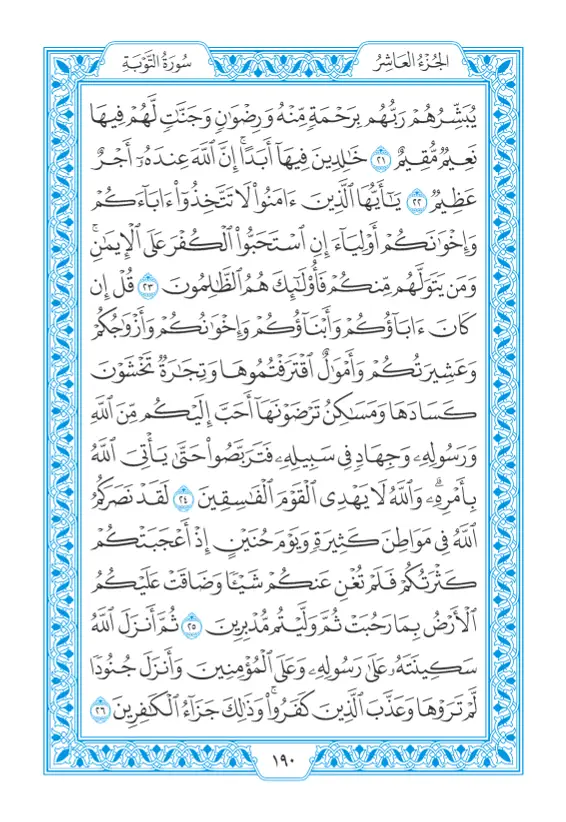 الجُزْءُ العَاشِرُ
سُورَةُ التَّوْبَةِ
يُبَشِّرُهُمْ رَبُّهُم بِرَحْمَةٍ مِّنْهُ وَرِضْوَٰنٍ وَجَنَّٰتٍ لَّهُمْ فِيهَا
نَعِيمٌ مُّقِيمٌ ٢١ خَٰلِدِينَ فِيهَآ أَبَدًاۚ إِنَّ ٱللَّهَ عِندَهُۥٓ أَجْرٌ
عَظِيمٌ ٢٢ يَٰٓأَيُّهَا ٱلَّذِينَ ءَامَنُوا۟ لَا تَتَّخِذُوٓا۟ ءَابَآءَكُمْ
وَإِخْوَٰنَكُمْ أَوْلِيَآءَ إِنِ ٱسْتَحَبُّوا۟ ٱلْكُفْرَ عَلَى ٱلْإِيمَٰنِۚ
وَمَن يَتَوَلَّهُم مِّنكُمْ فَأُو۟لَٰٓئِكَ هُمُ ٱلظَّٰلِمُونَ ٢٣ قُلْ إِن
كَانَ ءَابَآؤُكُمْ وَأَبْنَآؤُكُمْ وَإِخْوَٰنُكُمْ وَأَزْوَٰجُكُمْ
وَعَشِيرَتُكُمْ وَأَمْوَٰلٌ ٱقْتَرَفْتُمُوهَا وَتِجَٰرَةٌ تَخْشَوْنَ
كَسَادَهَا وَمَسَٰكِنُ تَرْضَوْنَهَآ أَحَبَّ إِلَيْكُم مِّنَ ٱللَّهِ
وَرَسُولِهِۦ وَجِهَادٍ فِى سَبِيلِهِۦ فَتَرَبَّصُوا۟ حَتَّىٰ يَأْتِىَ ٱللَّهُ
بِأَمْرِهِۦۗ وَٱللَّهُ لَا يَهْدِى ٱلْقَوْمَ ٱلْفَٰسِقِينَ ٢٤ لَقَدْ نَصَرَكُمُ
ٱللَّهُ فِى مَوَاطِنَ كَثِيرَةٍ وَيَوْمَ حُنَيْنٍ إِذْ أَعْجَبَتْكُمْ
كَثْرَتُكُمْ فَلَمْ تُغْنِ عَنكُمْ شَيْـًٔا وَضَاقَتْ عَلَيْكُمُ
ٱلْأَرْضُ بِمَا رَحُبَتْ ثُمَّ وَلَّيْتُم مُّدْبِرِينَ ٢٥ ثُمَّ أَنزَلَ ٱللَّهُ
سَكِينَتَهُۥ عَلَىٰ رَسُولِهِۦ وَعَلَى ٱلْمُؤْمِنِينَ وَأَنزَلَ جُنُودًا
لَّمْ تَرَوْهَا وَعَذَّبَ ٱلَّذِينَ كَفَرُوا۟ۚ وَذَٰلِكَ جَزَآءُ ٱلْكَٰفِرِينَ ٢٦
١٩٠